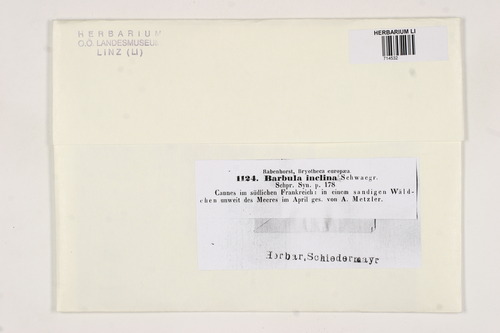 HERBARIUM
O.Ö. LANDESMUSEUM
LINZ (LI)
HERBARIUM LI
714552
Rabenhorst, Bryotheca europaea
1124. Barbula inclina Schwaegr.
Schpr. Syn. p. 178
Cannes im südlichen Frankreich: in einem sandigen Wäld-
chen unweit des Meeres im April ges. von A. Metzler.
Herbar. Schiedermayr